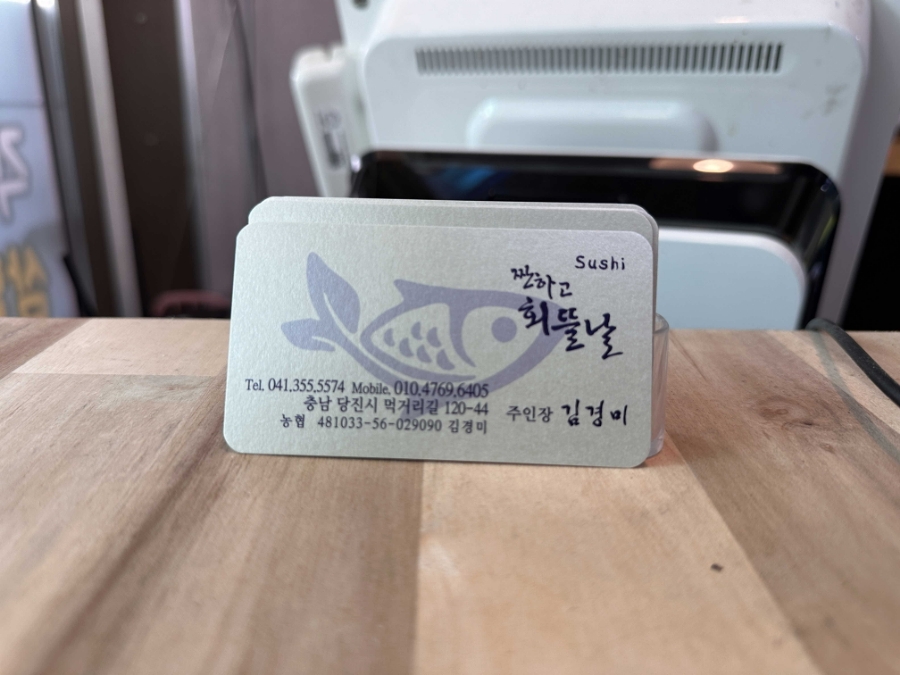 Sushi
짠하고
회뜰날
Tel. 041.355.5574 Mobile. 010.4769.6405
충남 당진시 먹거리길 120-44
농협 481033-56-029090 김경미
주인장 김경미